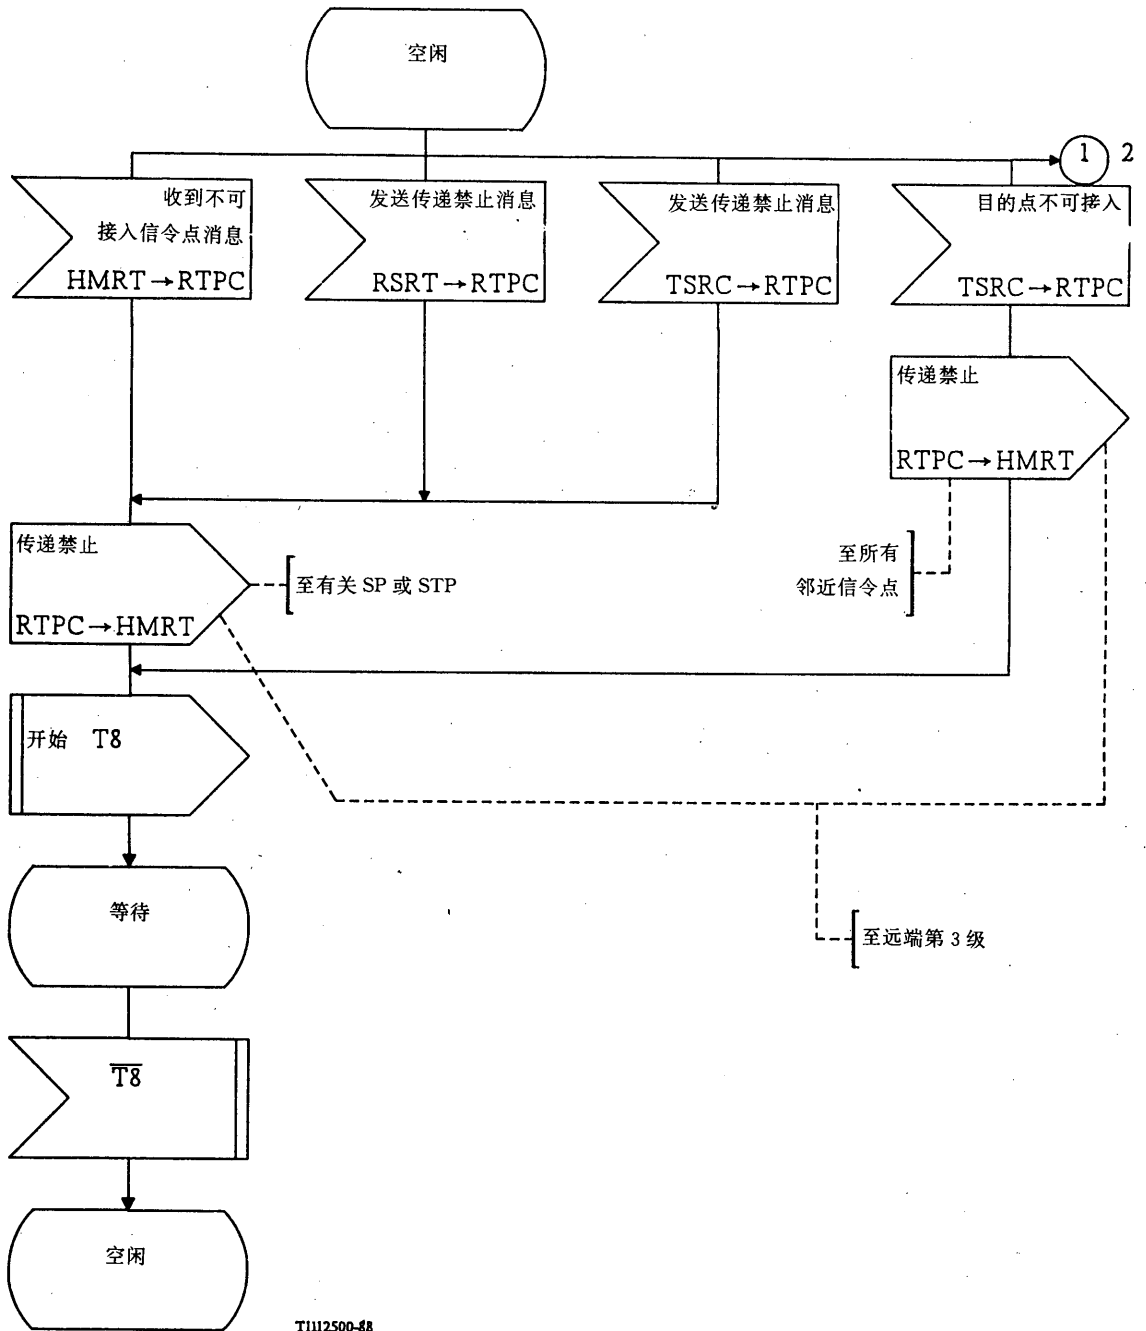 空闲
1 2
收到不可
接入信令点消息
HMRT→RTPC
发送传递禁止消息
RSRT→RTPC
发送传递禁止消息
TSRC→RTPC
目的点不可接入
TSRC→RTPC
传递禁止
RTPC→HMRT
传递禁止
RTPC→HMRT
至有关 SP 或 STP
至所有
邻近信令点
开始 T8
等待
至远端第 3 级
T8
空闲
T1112500-88